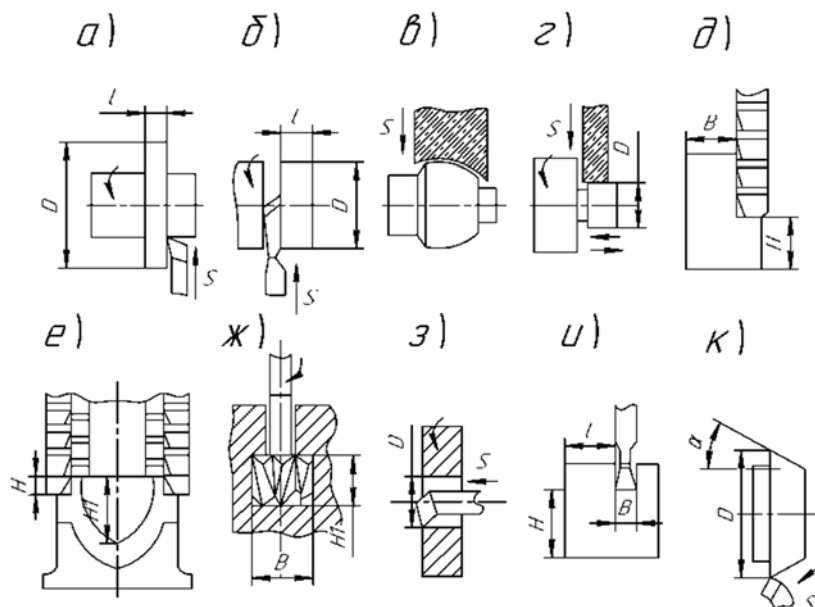 а) б) в) г) д)
l l S S D B
D D H
S S
е) ж) з) и) к)
H H1 H1 B D S l H B α D S